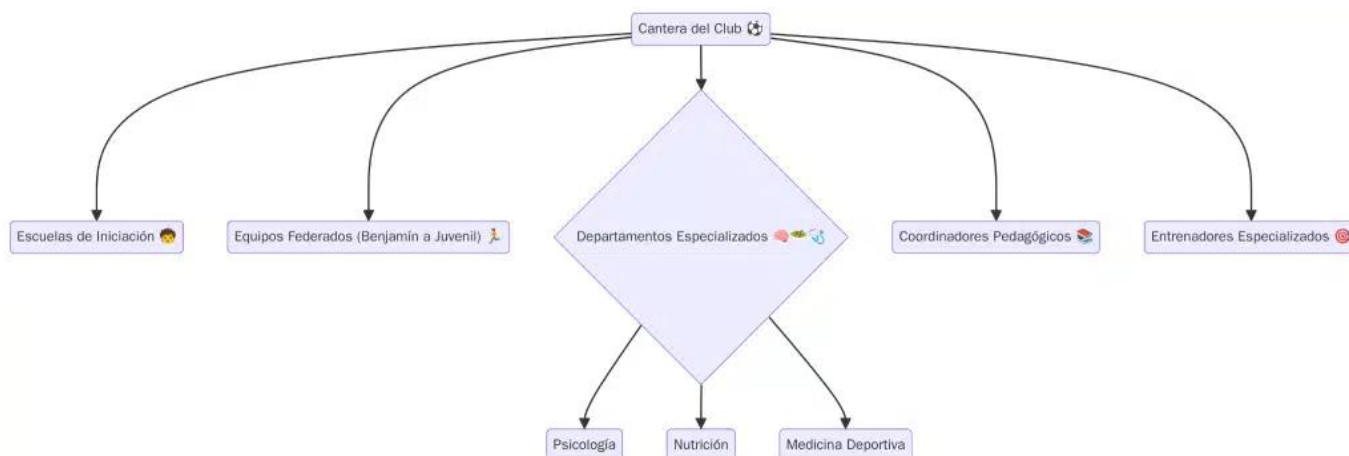 Cantera del Club ⚽
Escuelas de Iniciación 🧒
Equipos Federados (Benjamín a Juvenil) 🏃
Departamentos Especializados 🧠🥗🩺
Coordinadores Pedagógicos 📚
Entrenadores Especializados 🎯
Psicología
Nutrición
Medicina Deportiva